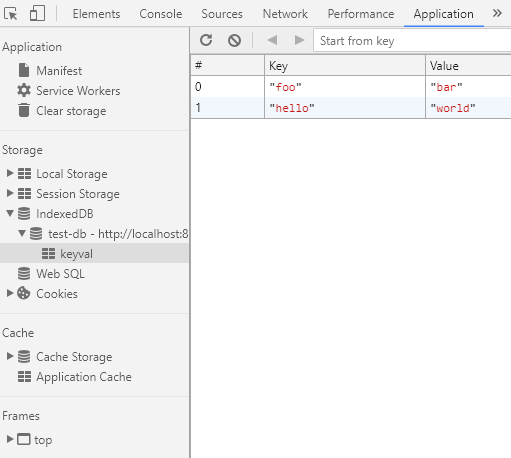 Elements Console Sources Network Performance Application »
Application
Manifest
Service Workers
Clear storage
Storage
Local Storage
Session Storage
IndexedDB
test-db - http://localhost:8
keyval
Web SQL
Cookies
Cache
Cache Storage
Application Cache
Frames
top
Start from key
# Key Value
0 "foo" "bar"
1 "hello" "world"